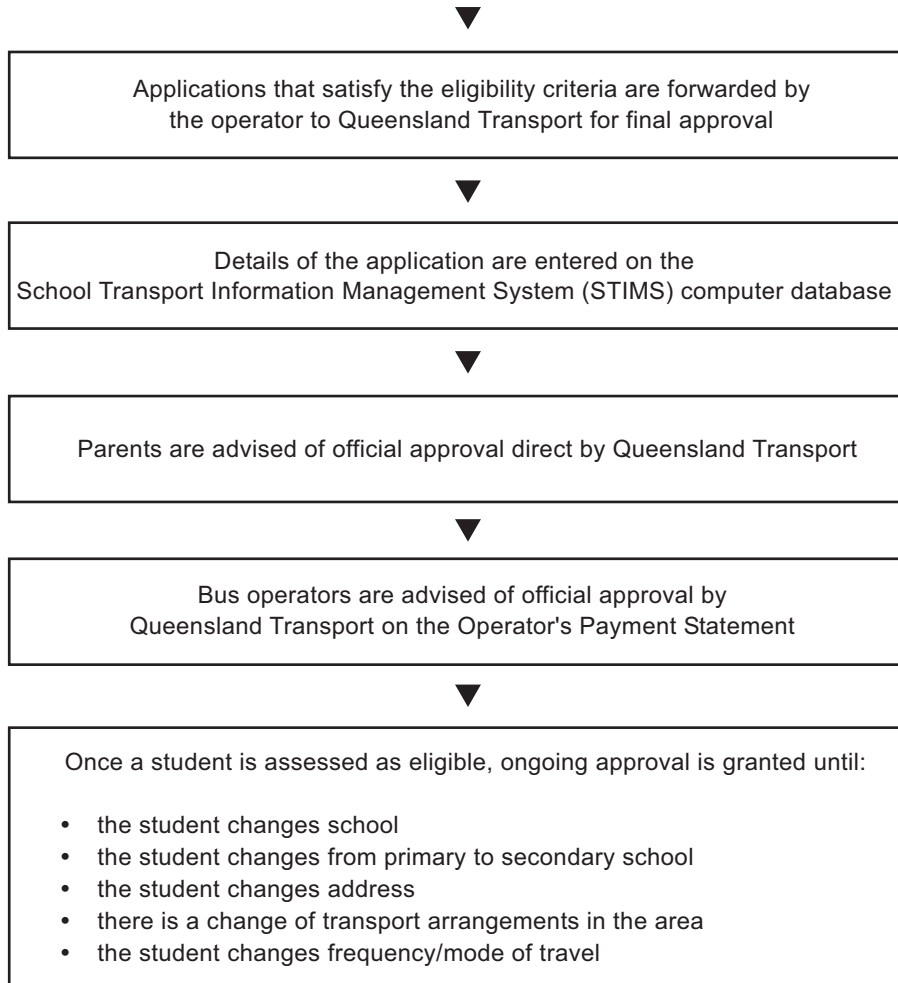 Applications that satisfy the eligibility criteria are forwarded by
the operator to Queensland Transport for final approval
Details of the application are entered on the
School Transport Information Management System (STIMS) computer database
Parents are advised of official approval direct by Queensland Transport
Bus operators are advised of official approval by
Queensland Transport on the Operator's Payment Statement
Once a student is assessed as eligible, ongoing approval is granted until:
• the student changes school
• the student changes from primary to secondary school
• the student changes address
• there is a change of transport arrangements in the area
• the student changes frequency/mode of travel